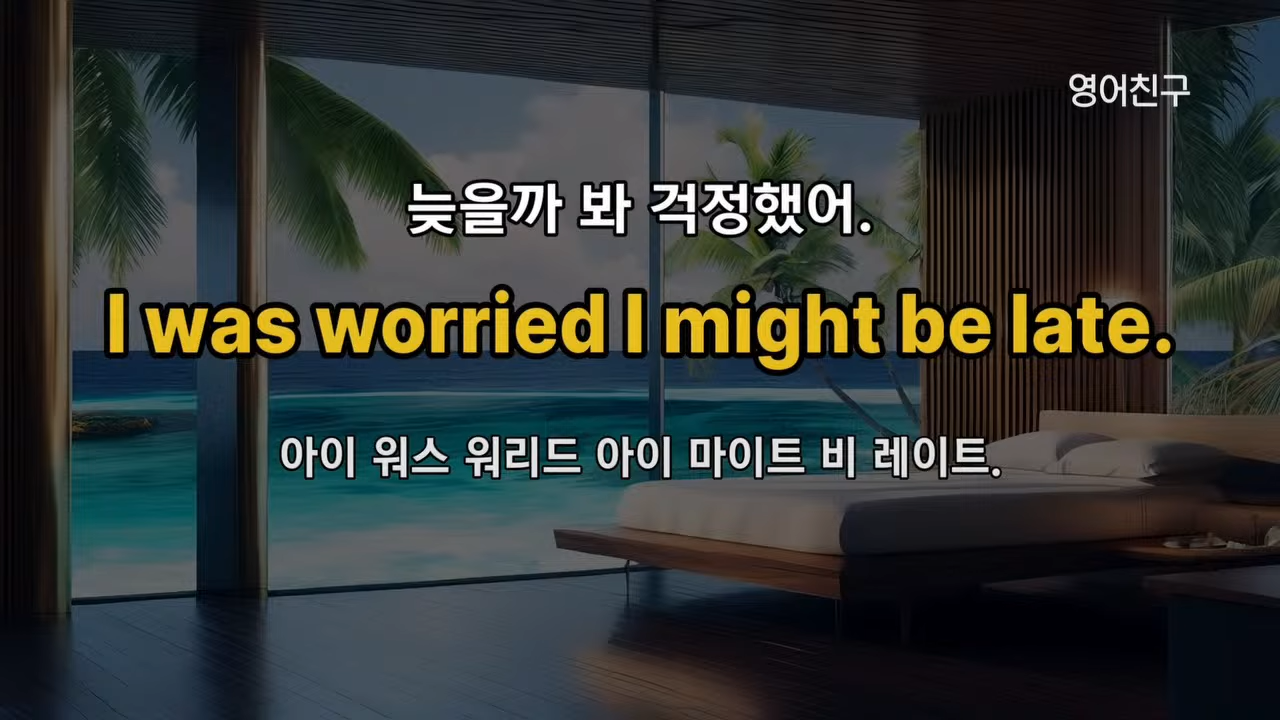 영어친구
늦을까 봐 걱정했어.
I was worried I might be late.
아이 워스 워리드 아이 마이트 비 레이트.